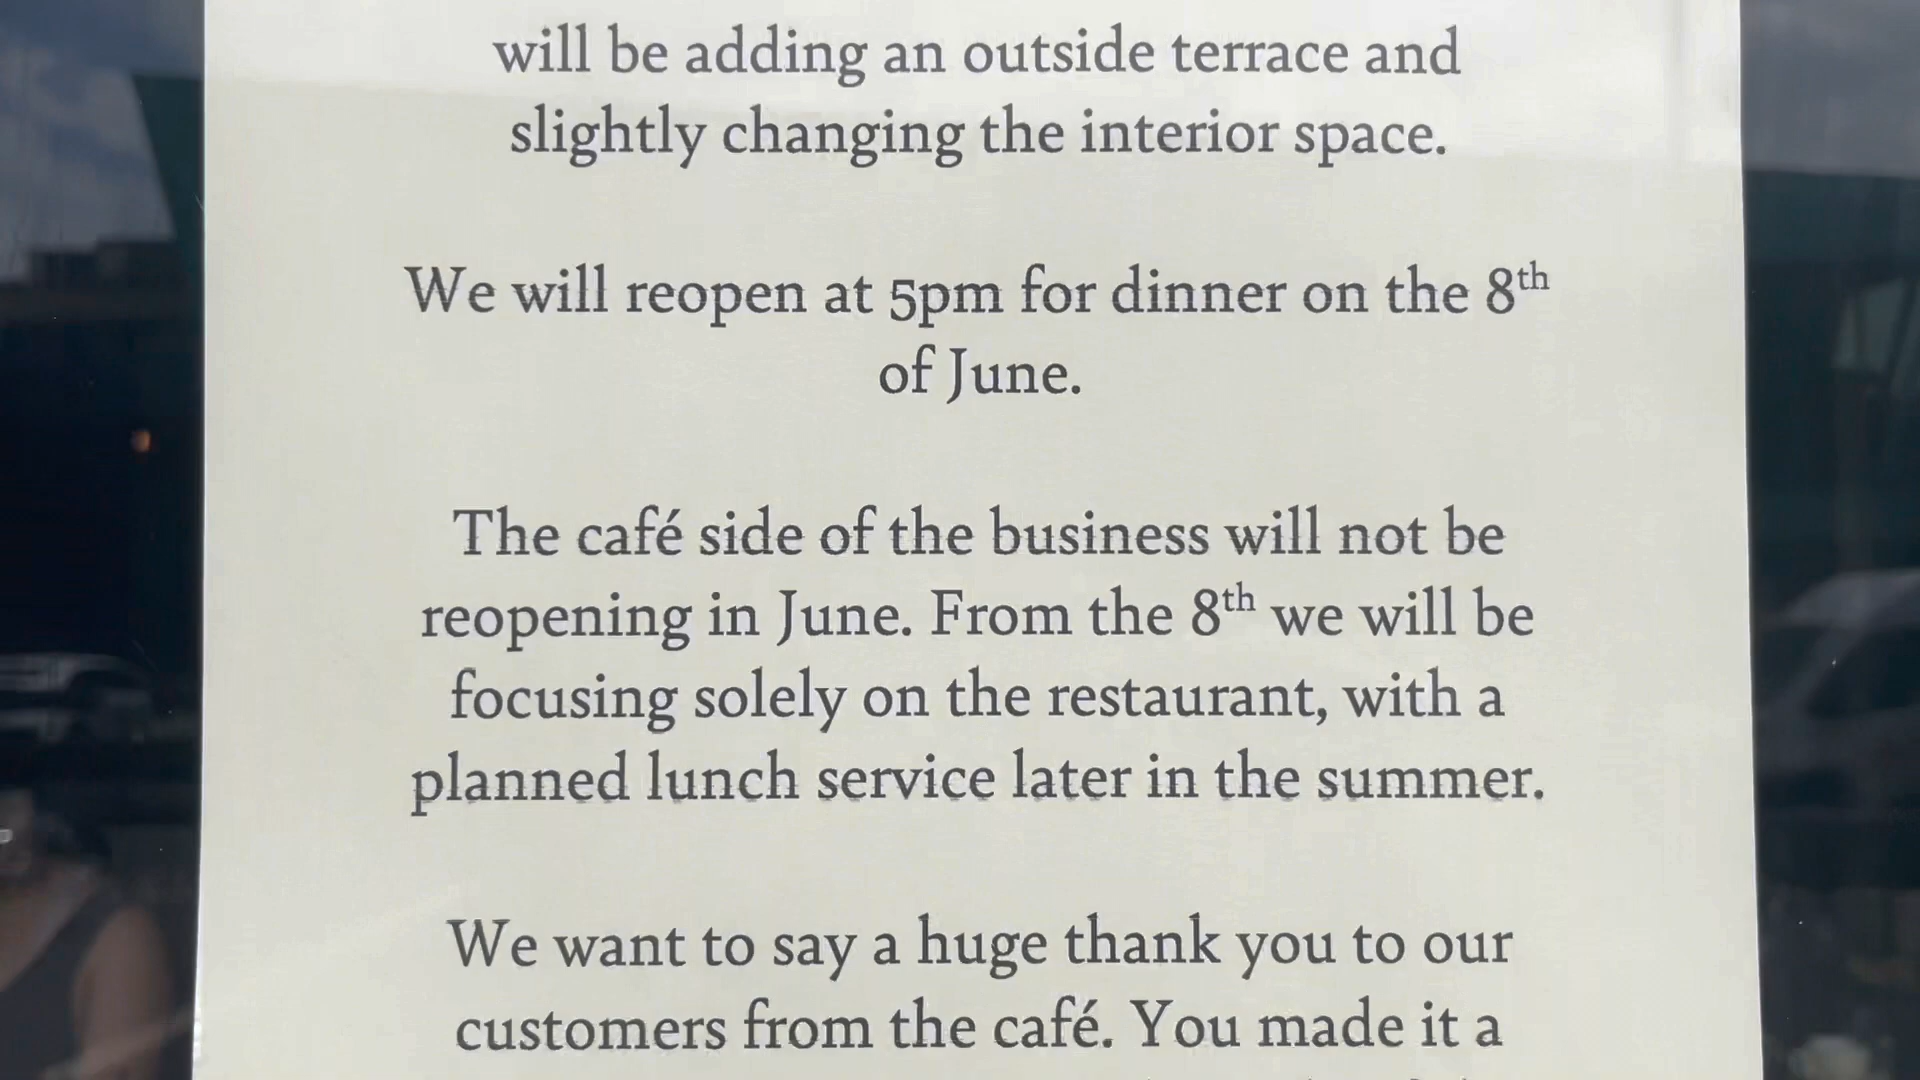 will be adding an outside terrace and
slightly changing the interior space.
We will reopen at 5pm for dinner on the 8th
of June.
The café side of the business will not be
reopening in June. From the 8th we will be
focusing solely on the restaurant, with a
planned lunch service later in the summer.
We want to say a huge thank you to our
customers from the café. You made it a